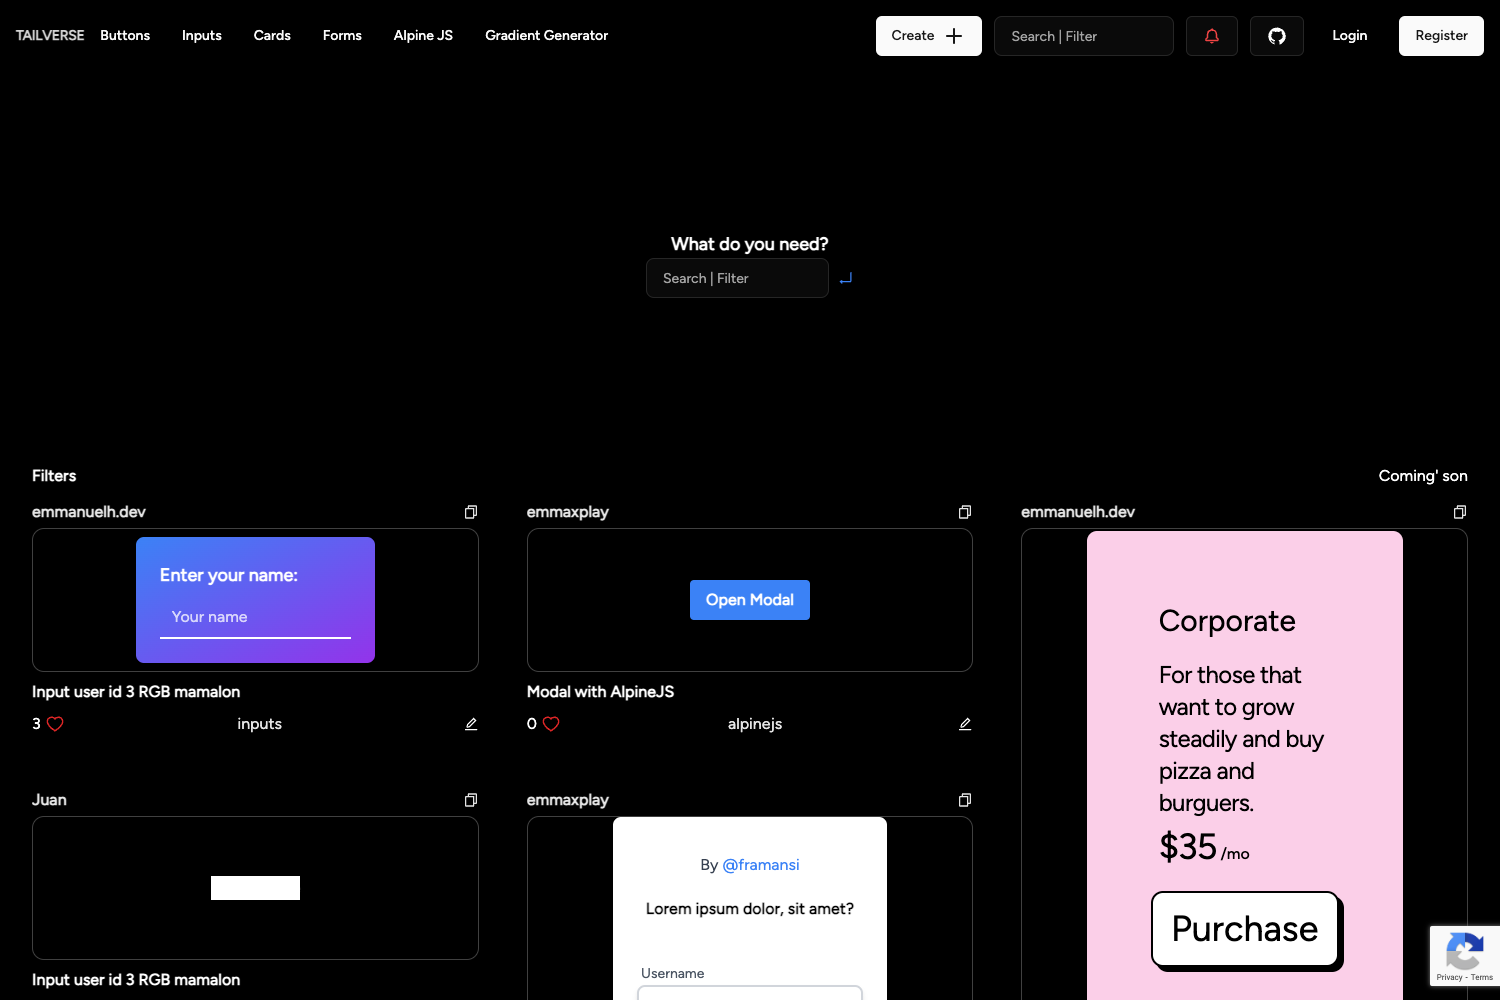 TAILVERSE Buttons Inputs Cards Forms Alpine JS Gradient Generator Create Search | Filter Login Register
What do you need?
Search | Filter
Filters Coming' son
emmanuelh.dev
Enter your name:
Your name
Input user id 3 RGB mamalon
3 inputs
emmaxplay
Open Modal
Modal with AlpineJS
0 alpinejs
emmanuelh.dev
Corporate
For those that
want to grow
steadily and buy
pizza and
burguers.
$35 /mo
Purchase
Juan
Input user id 3 RGB mamalon
emmaxplay
By @framansi
Lorem ipsum dolor, sit amet?
Username
Privacy - Terms